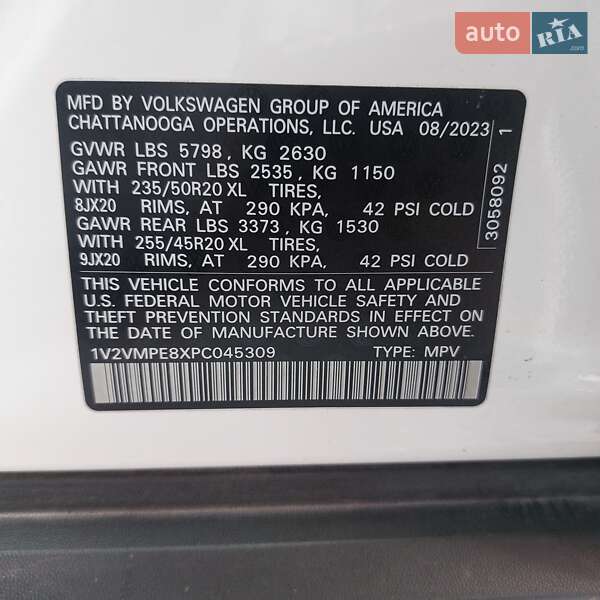 auto RIA.com
MFD BY VOLKSWAGEN GROUP OF AMERICA
CHATTANOOGA OPERATIONS, LLC. USA 08/2023
GVWR LBS 5798 , KG 2630
GAWR FRONT LBS 2535, KG 1150
WITH 235/50R20 XL TIRES,
8JX20 RIMS, AT 290 KPA, 42 PSI COLD
GAWR REAR LBS 3373 , KG 1530
WITH 255/45R20 XL TIRES,
9JX20 RIMS, AT 290 KPA, 42 PSI COLD
THIS VEHICLE CONFORMS TO ALL APPLICABLE
U.S. FEDERAL MOTOR VEHICLE SAFETY AND
THEFT PREVENTION STANDARDS IN EFFECT ON
THE DATE OF MANUFACTURE SHOWN ABOVE.
1V2VMPE8XPC045309 TYPE: MPV
3058092 1